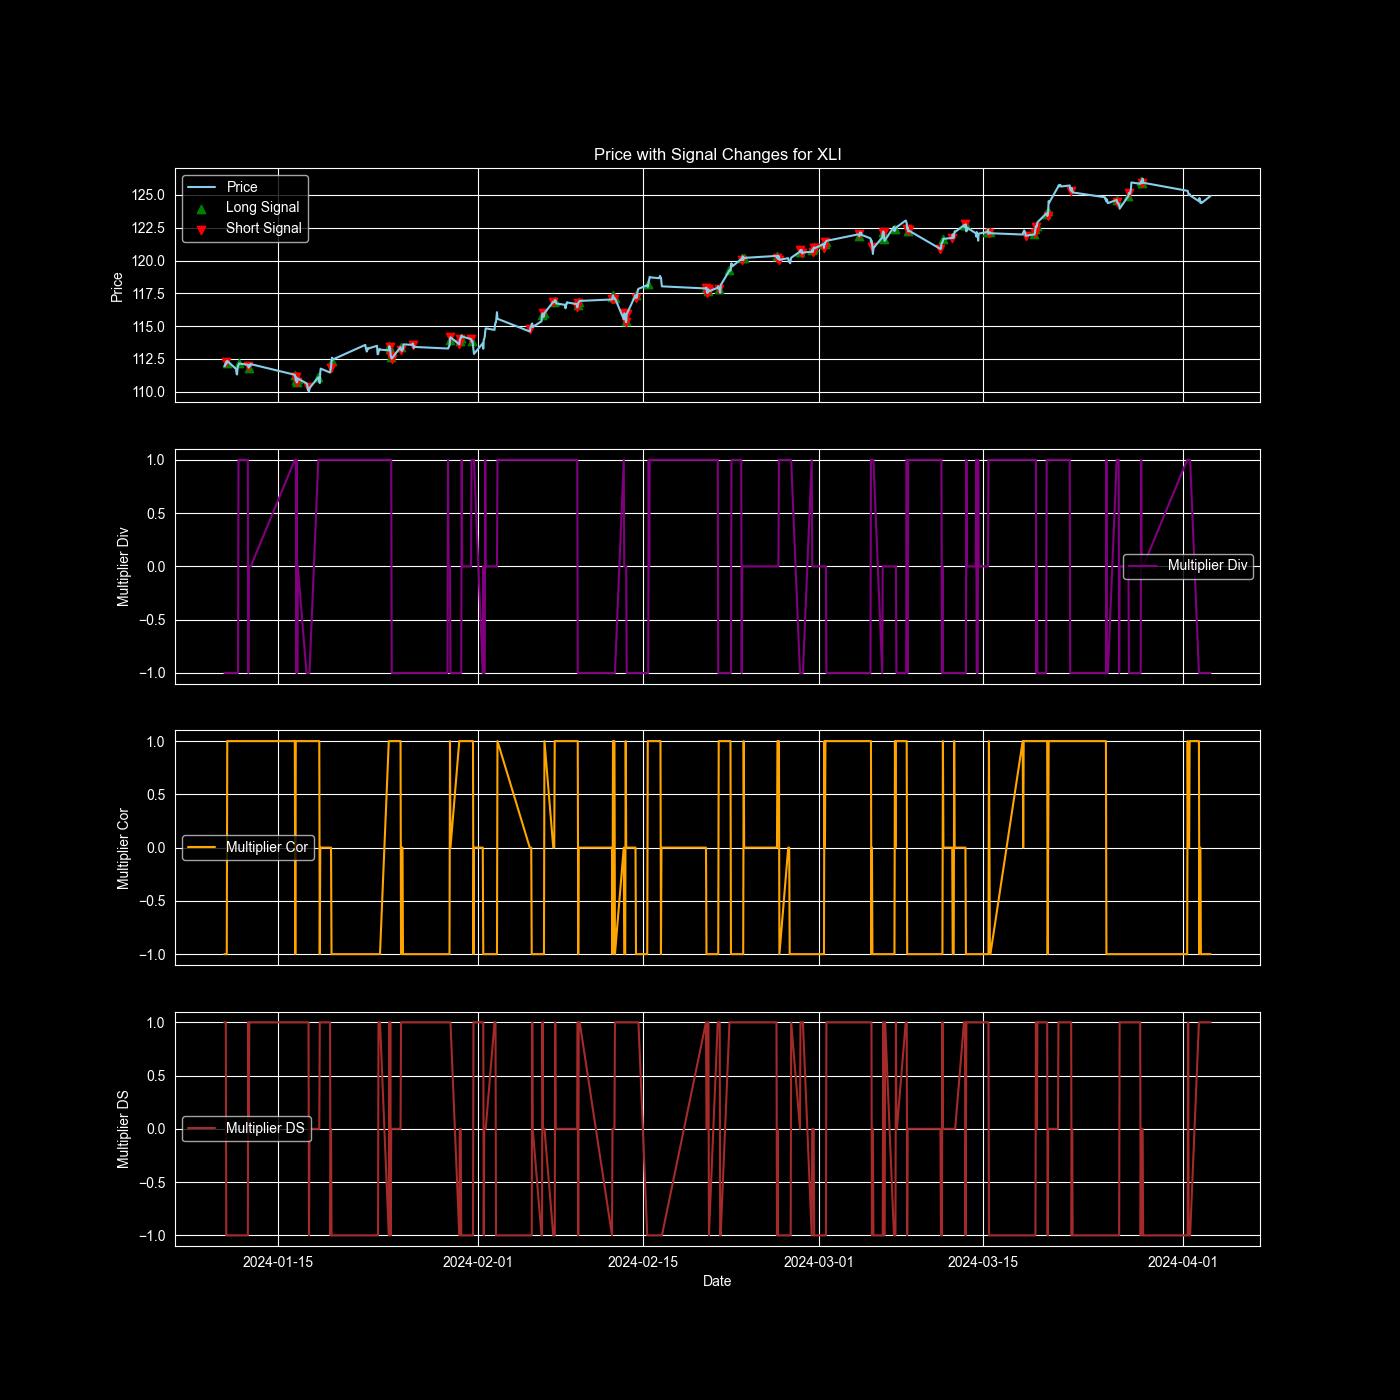 Price with Signal Changes for XLI
Price
Long Signal
Short Signal
125.0
122.5
120.0
117.5
115.0
112.5
110.0
Price
1.0
0.5
0.0
−0.5
−1.0
Multiplier Div
Multiplier Div
1.0
0.5
0.0
−0.5
−1.0
Multiplier Cor
Multiplier Cor
1.0
0.5
0.0
−0.5
−1.0
Multiplier DS
Multiplier DS
2024-01-15 2024-02-01 2024-02-15 2024-03-01 2024-03-15 2024-04-01
Date